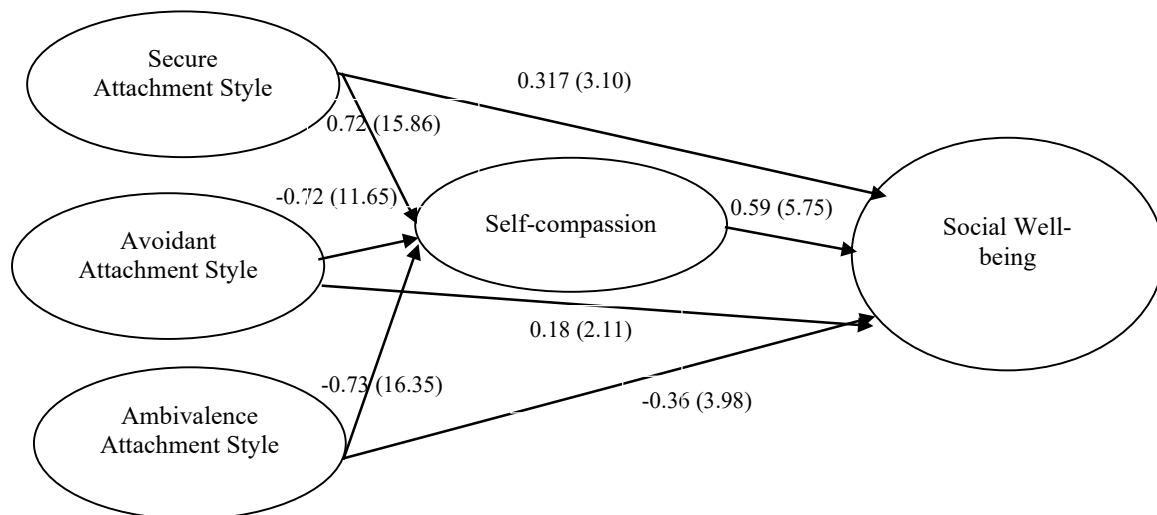 Secure
Attachment Style
0.317 (3.10)
0.72 (15.86)
-0.72 (11.65)
Self-compassion
0.59 (5.75)
Social Well-
being
Avoidant
Attachment Style
0.18 (2.11)
-0.73 (16.35)
-0.36 (3.98)
Ambivalence
Attachment Style